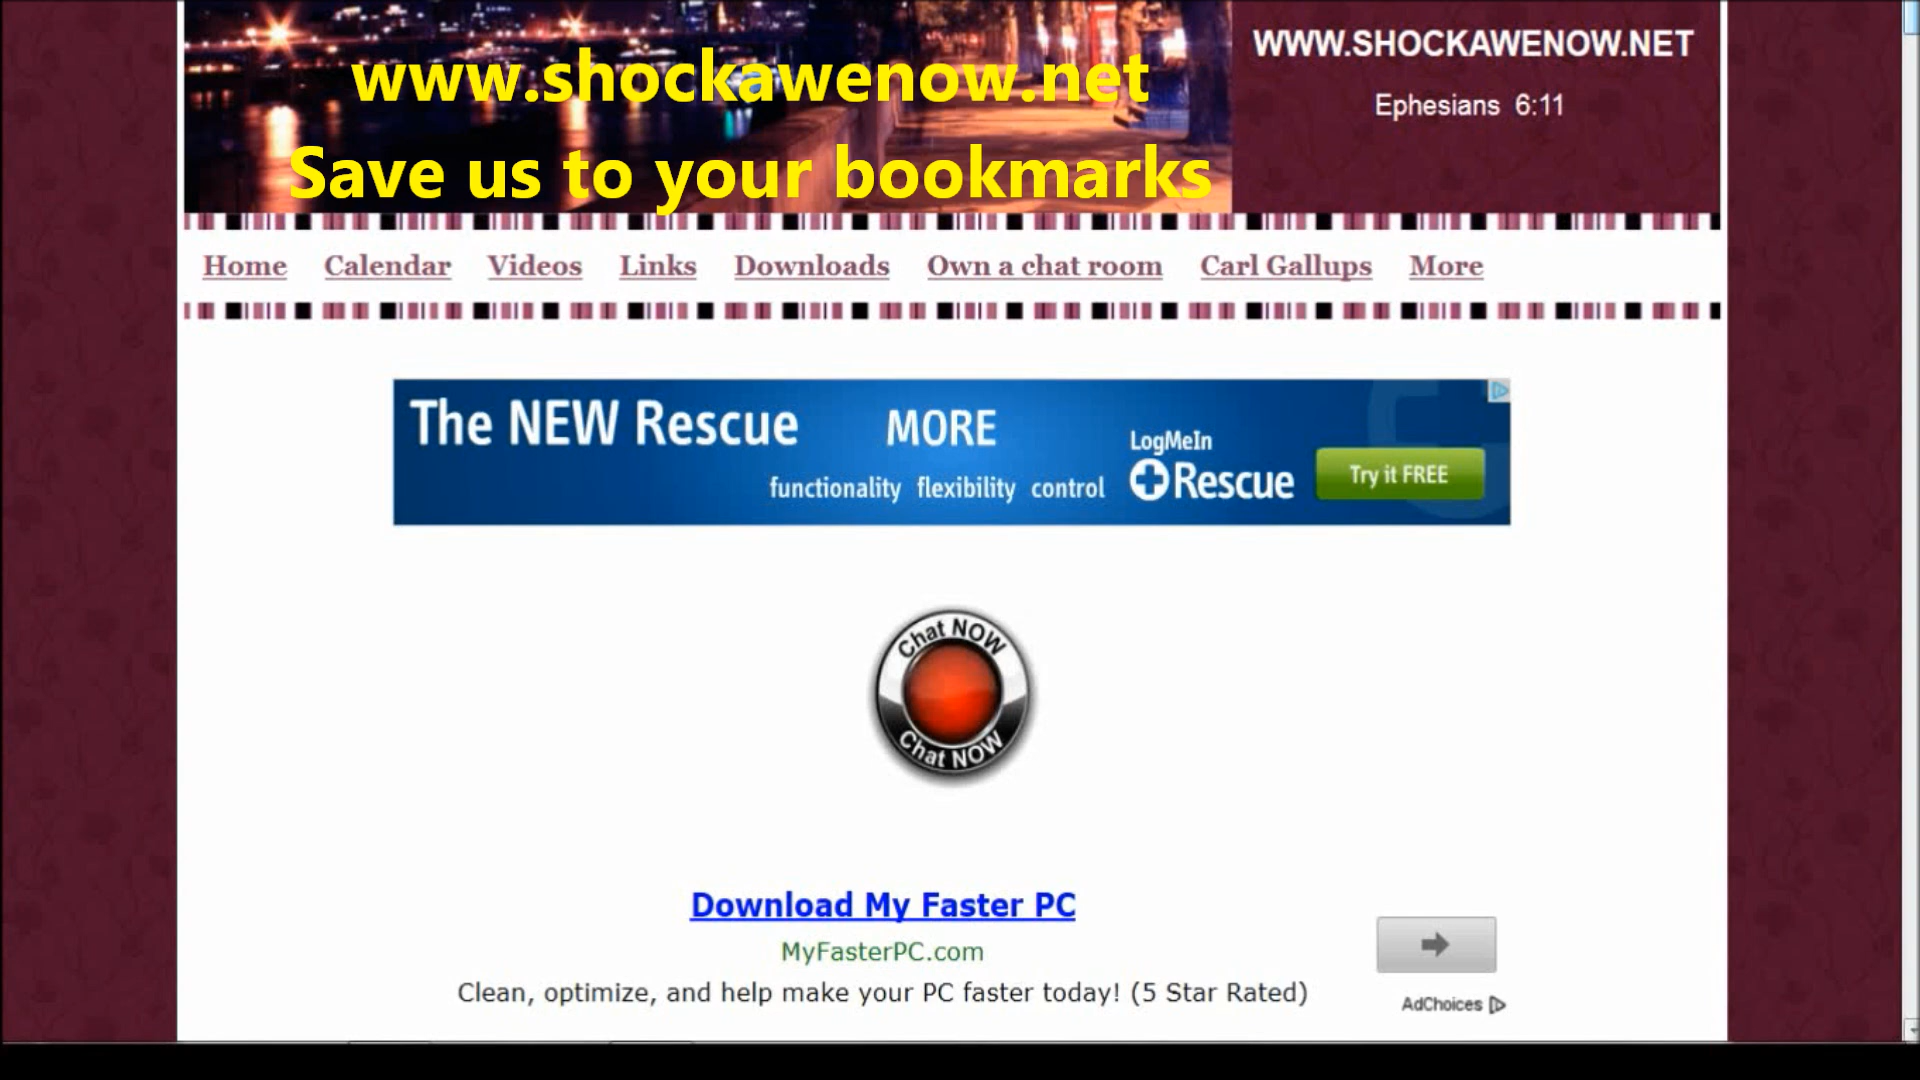 www.shockawenow.net
Save us to your bookmarks
WWW.SHOCKAWENOW.NET
Ephesians 6:11
Home Calendar Videos Links Downloads Own a chat room Carl Gallups More
The NEW Rescue
MORE
functionality flexibility control
LogMeIn
Rescue
Try it FREE
Chat NOW
Chat NOW
Download My Faster PC
MyFasterPC.com
Clean, optimize, and help make your PC faster today! (5 Star Rated)
AdChoices